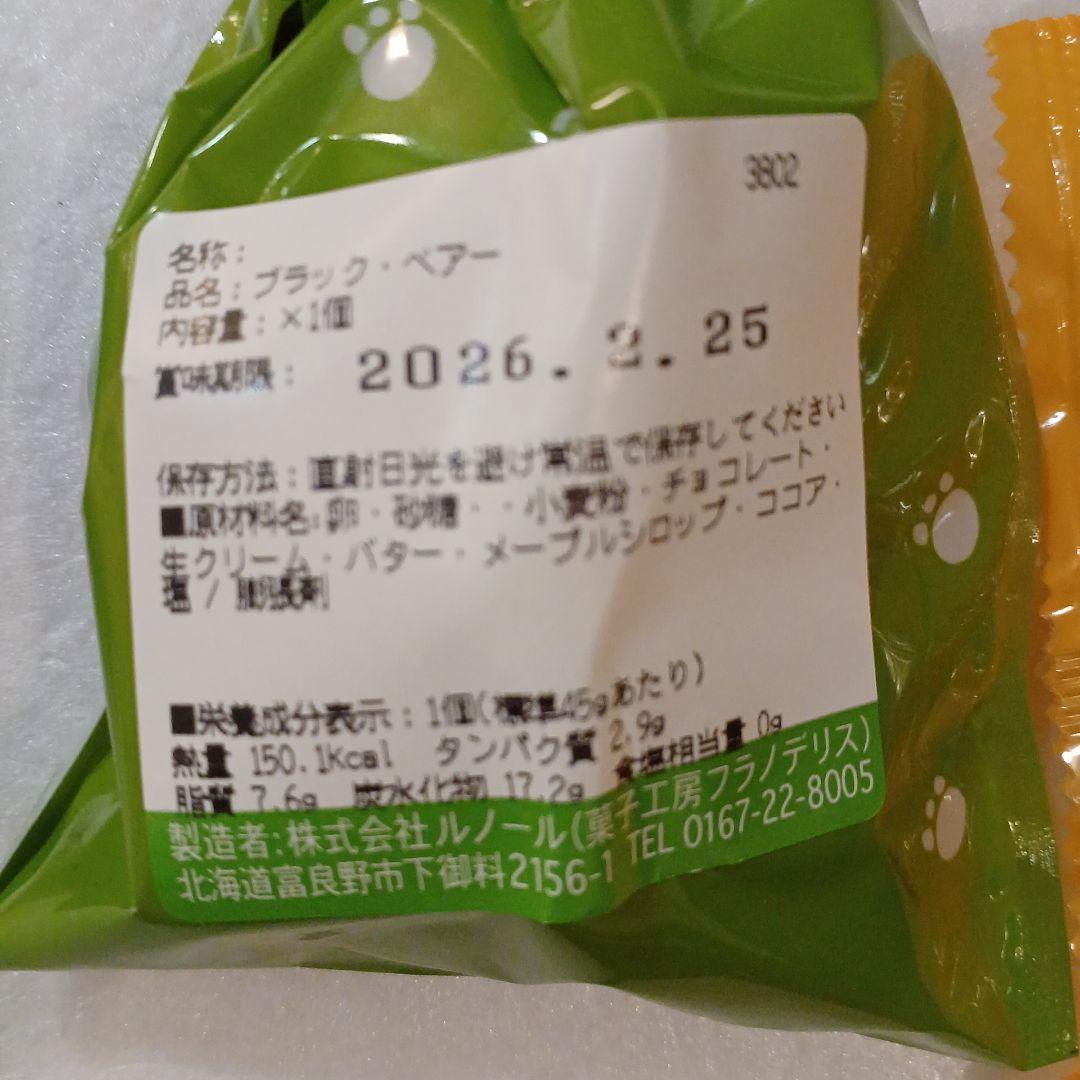 3802
名称:
品名:ブラック・ベアー
内容量:×1個
賞味期限: 2026.2.25
保存方法:直射日光を避け常温で保存してください
■原材料名:卵・砂糖・・小麦粉・チョコレート・
生クリーム・バター・メープルシロップ・ココア・
塩/膨張剤
■栄養成分表示:1個(標準45gあたり)
熱量 150.1Kcal タンパク質 2.9g
脂質 7.6g 炭水化物 17.2g 食塩相当量 0g
製造者:株式会社ルノール(菓子工房フラノデリス)
北海道富良野市下御料2156-1 TEL 0167-22-8005